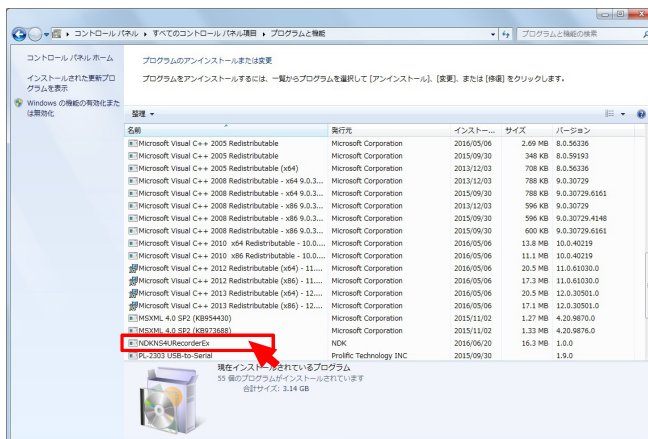 コントロール パネル ▸ すべてのコントロール パネル項目 ▸ プログラムと機能
プログラムと機能の検索
コントロール パネル ホーム
インストールされた更新プロ
グラムを表示
Windows の機能の有効化また
は無効化
プログラムのアンインストールまたは変更
プログラムをアンインストールするには、一覧からプログラムを選択して [アンインストール]、[変更]、または [修復] をクリックします。
整理
名前 発行元 インストー... サイズ バージョン
Microsoft Visual C++ 2005 Redistributable Microsoft Corporation 2016/05/06 2.69 MB 8.0.56336
Microsoft Visual C++ 2005 Redistributable Microsoft Corporation 2015/09/30 348 KB 8.0.59193
Microsoft Visual C++ 2005 Redistributable (x64) Microsoft Corporation 2013/12/03 708 KB 8.0.56336
Microsoft Visual C++ 2008 Redistributable - x64 9.0.3... Microsoft Corporation 2013/12/03 788 KB 9.0.30729
Microsoft Visual C++ 2008 Redistributable - x64 9.0.3... Microsoft Corporation 2015/09/30 788 KB 9.0.30729.6161
Microsoft Visual C++ 2008 Redistributable - x86 9.0.3... Microsoft Corporation 2013/12/03 596 KB 9.0.30729
Microsoft Visual C++ 2008 Redistributable - x86 9.0.3... Microsoft Corporation 2015/09/30 596 KB 9.0.30729.4148
Microsoft Visual C++ 2008 Redistributable - x86 9.0.3... Microsoft Corporation 2015/09/30 600 KB 9.0.30729.6161
Microsoft Visual C++ 2010 x64 Redistributable - 10.0.... Microsoft Corporation 2016/05/06 13.8 MB 10.0.40219
Microsoft Visual C++ 2010 x86 Redistributable - 10.0.... Microsoft Corporation 2016/05/06 11.1 MB 10.0.40219
Microsoft Visual C++ 2012 Redistributable (x64) - 11.... Microsoft Corporation 2016/05/06 20.5 MB 11.0.61030.0
Microsoft Visual C++ 2012 Redistributable (x86) - 11.... Microsoft Corporation 2016/05/06 17.3 MB 11.0.61030.0
Microsoft Visual C++ 2013 Redistributable (x64) - 12.... Microsoft Corporation 2016/05/06 20.5 MB 12.0.30501.0
Microsoft Visual C++ 2013 Redistributable (x86) - 12.... Microsoft Corporation 2016/05/06 17.1 MB 12.0.30501.0
MSXML 4.0 SP2 (KB954430) Microsoft Corporation 2015/11/02 1.27 MB 4.20.9870.0
MSXML 4.0 SP2 (KB973688) Microsoft Corporation 2015/11/02 1.33 MB 4.20.9876.0
NDKNS4URecorderEx NDK 2016/06/20 16.3 MB 1.0.0
PL-2303 USB-to-Serial Prolific Technology INC 2015/09/30 1.9.0
現在インストールされているプログラム
55 個のプログラムがインストールされています
合計サイズ: 3.14 GB